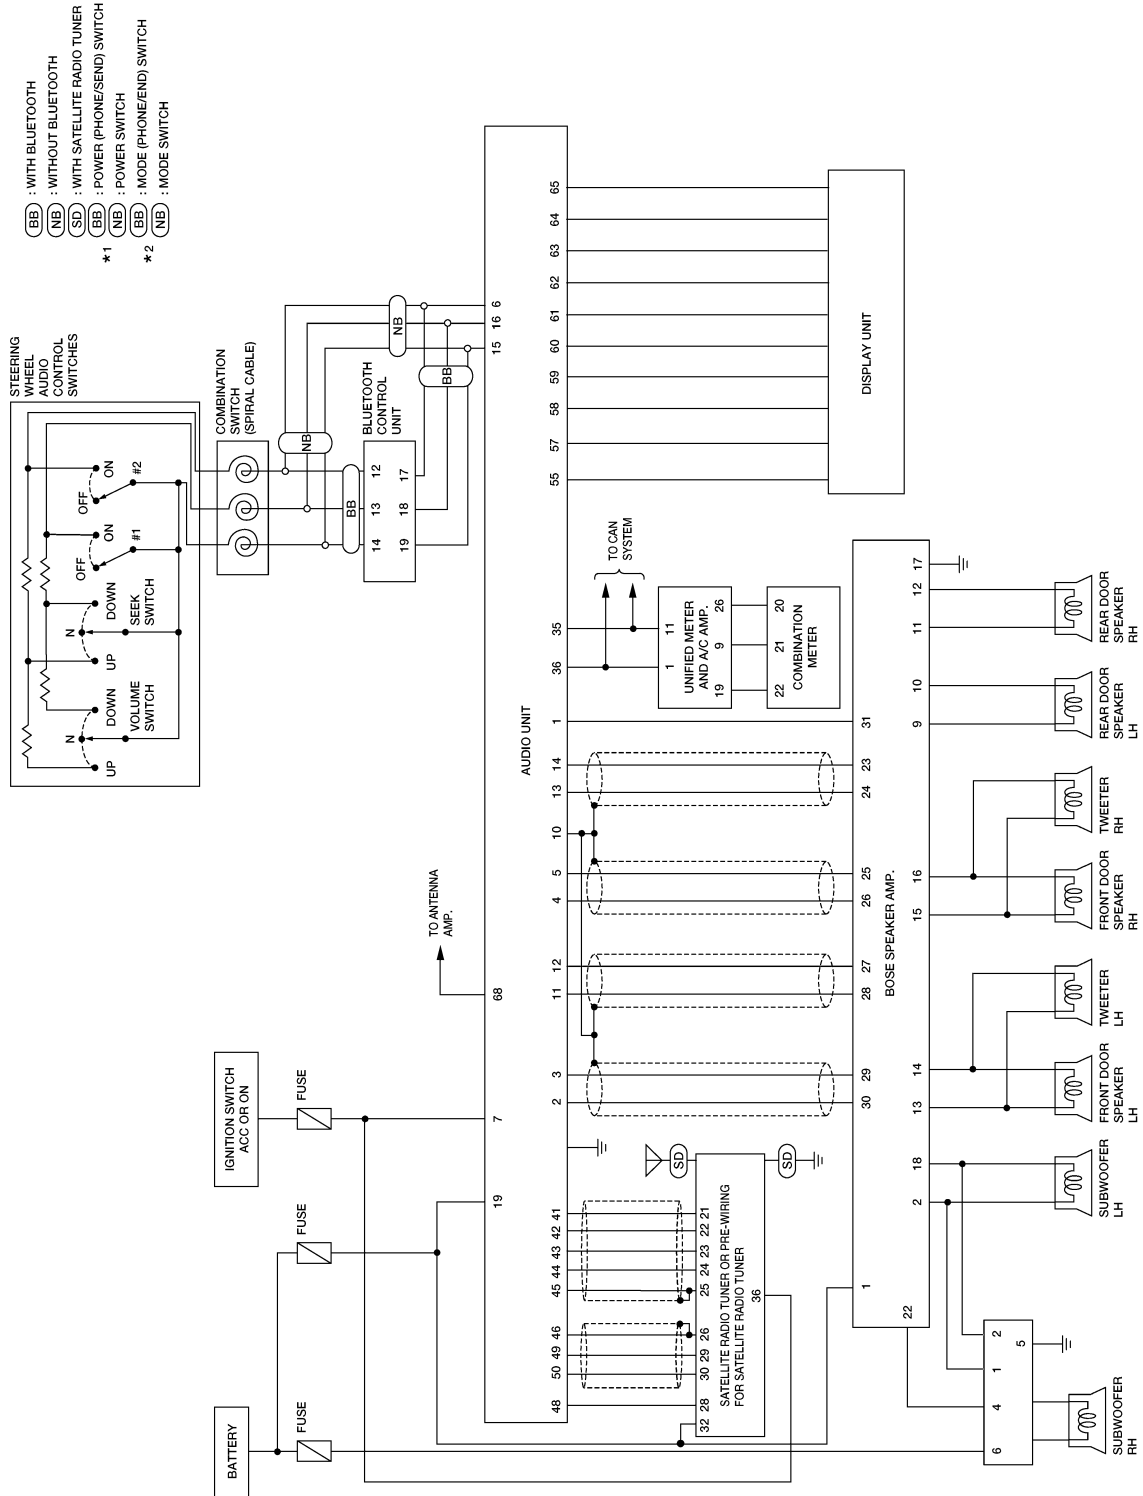 BB : WITH BLUETOOTH
NB : WITHOUT BLUETOOTH
SD : WITH SATELLITE RADIO TUNER
*1 BB : POWER (PHONE/SEND) SWITCH
NB : POWER SWITCH
*2 BB : MODE (PHONE/END) SWITCH
NB : MODE SWITCH
STEERING
WHEEL
AUDIO
CONTROL
SWITCHES
UP
N
DOWN
VOLUME
SWITCH
UP
N
DOWN
SEEK
SWITCH
OFF
ON
#1
OFF
ON
#2
COMBINATION
SWITCH
(SPIRAL CABLE)
NB
BB
BLUETOOTH
CONTROL
UNIT
14 13 12
19 18 17
NB
BB
BATTERY
FUSE
FUSE
IGNITION SWITCH
ACC OR ON
FUSE
TO ANTENNA
AMP.
19 7 68 15 16 6
AUDIO UNIT
48 50 49 46 45 44 43 42 41 2 3 11 12 4 5 10 13 14 1 36 35 55 57 58 59 60 61 62 63 64 65
TO CAN
SYSTEM
1 11
UNIFIED METER
AND A/C AMP.
19 9 26
22 21 20
COMBINATION
METER
DISPLAY UNIT
SD
SD
32 28 30 29 26 25 24 23 22 21
SATELLITE RADIO TUNER OR PRE-WIRING
FOR SATELLITE RADIO TUNER
36
1 30 29 28 27 26 25 24 23 31
BOSE SPEAKER AMP.
22 2 18 13 14 15 16 9 10 11 12 17
6 4 1 2
5
SUBWOOFER
RH
SUBWOOFER
LH
FRONT DOOR
SPEAKER
LH
TWEETER
LH
FRONT DOOR
SPEAKER
RH
TWEETER
RH
REAR DOOR
SPEAKER
LH
REAR DOOR
SPEAKER
RH